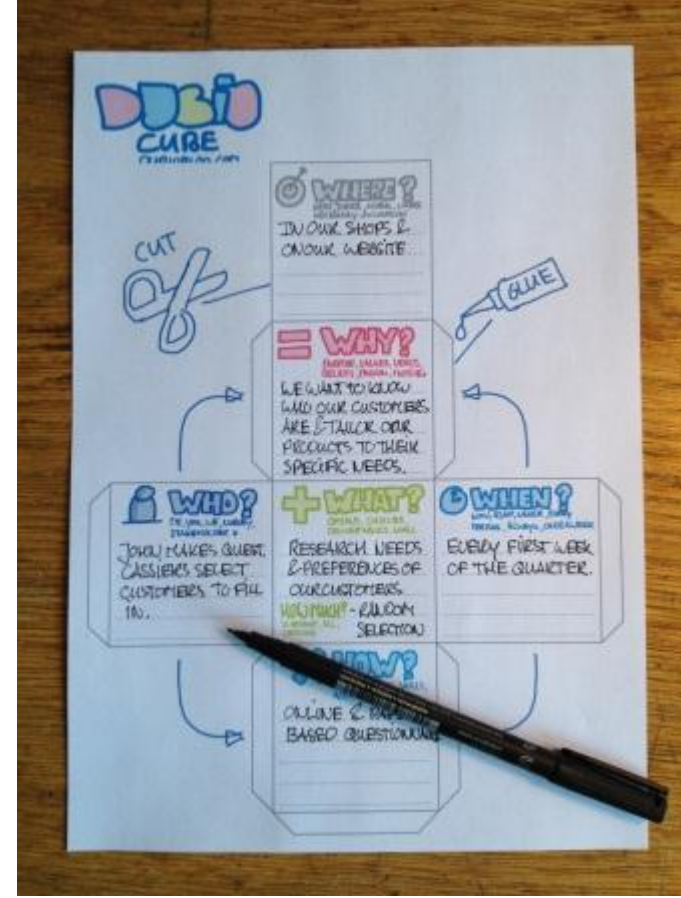 DUBIO
CUBE
CUT
GLUE
WHERE?
IN OUR SHOPS &
ON OUR WEBSITE
= WHY?
WE WANT TO KNOW
WHO OUR CUSTOMERS
ARE & TAILOR OUR
PRODUCTS TO THEIR
SPECIFIC NEEDS.
WHO?
JOHN MAKES QUEST.
CASSIERS SELECT
CUSTOMERS TO FILL
IN.
+ WHAT?
RESEARCH NEEDS
& PREFERENCES OF
OUR CUSTOMERS
HOW MUCH? - RANDOM
SELECTION
WHEN?
EVERY FIRST WEEK
OF THE QUARTER.
HOW?
ONLINE &
BASED